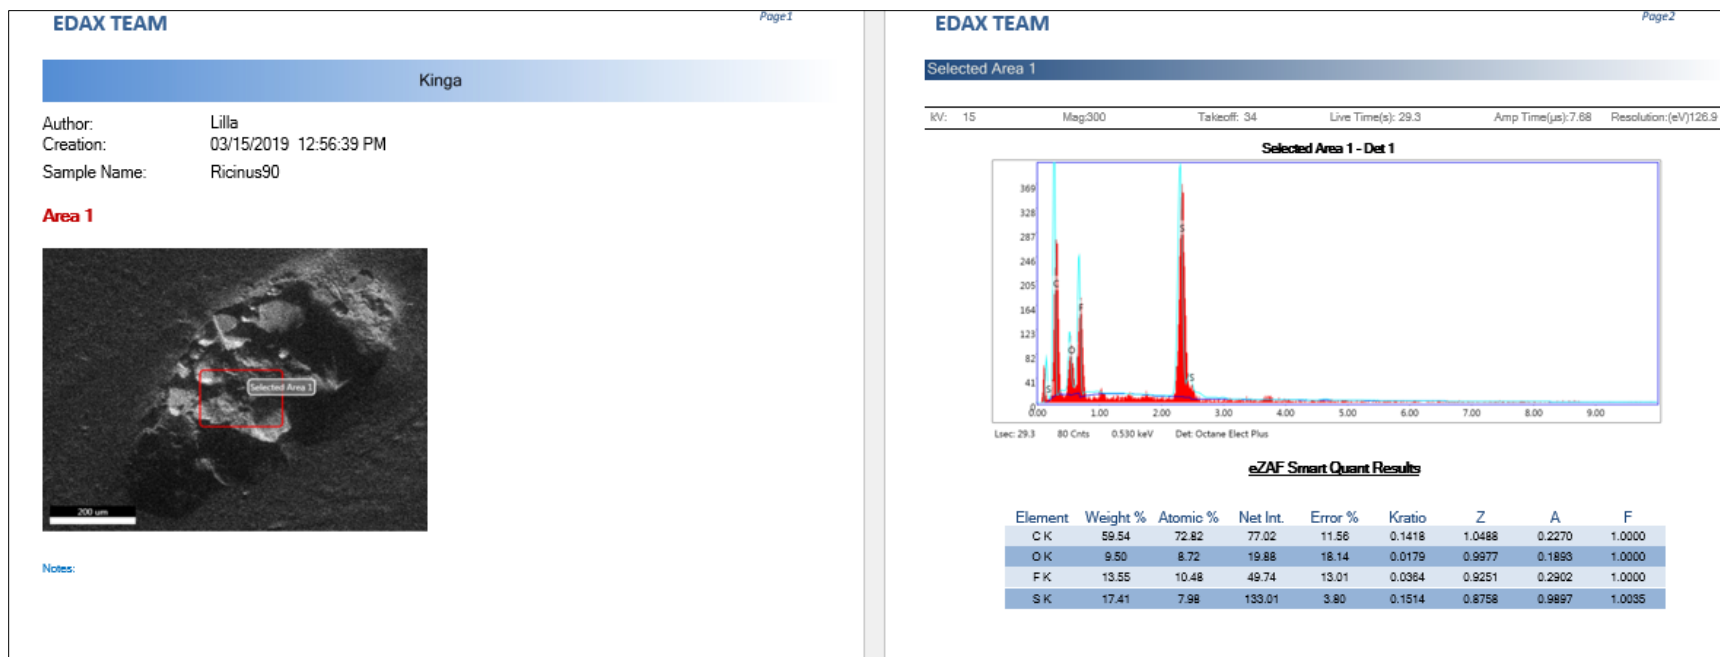 EDAX TEAM
Page1
Kinga
Author: Lilla
Creation: 03/15/2019 12:56:39 PM
Sample Name: Ricinus90
Area 1
Selected Area 1
200 um
Notes:
EDAX TEAM
Page2
Selected Area 1
kV: 15 Mag:300 Takeoff: 34 Live Time(s): 29.3 Amp Time(µs):7.68 Resolution:(eV)126.9
Selected Area 1 - Det 1
369
328
287
246
205
164
123
82
41
0
S C O F S S
0.00 1.00 2.00 3.00 4.00 5.00 6.00 7.00 8.00 9.00
Lsec: 29.3 80 Cnts 0.530 keV Det: Octane Elect Plus
eZAF Smart Quant Results
Element Weight % Atomic % Net Int. Error % Kratio Z A F
C K 59.54 72.82 77.02 11.56 0.1418 1.0488 0.2270 1.0000
O K 9.50 8.72 19.88 18.14 0.0179 0.9977 0.1893 1.0000
F K 13.55 10.48 49.74 13.01 0.0364 0.9251 0.2902 1.0000
S K 17.41 7.98 133.01 3.80 0.1514 0.8758 0.9897 1.0035